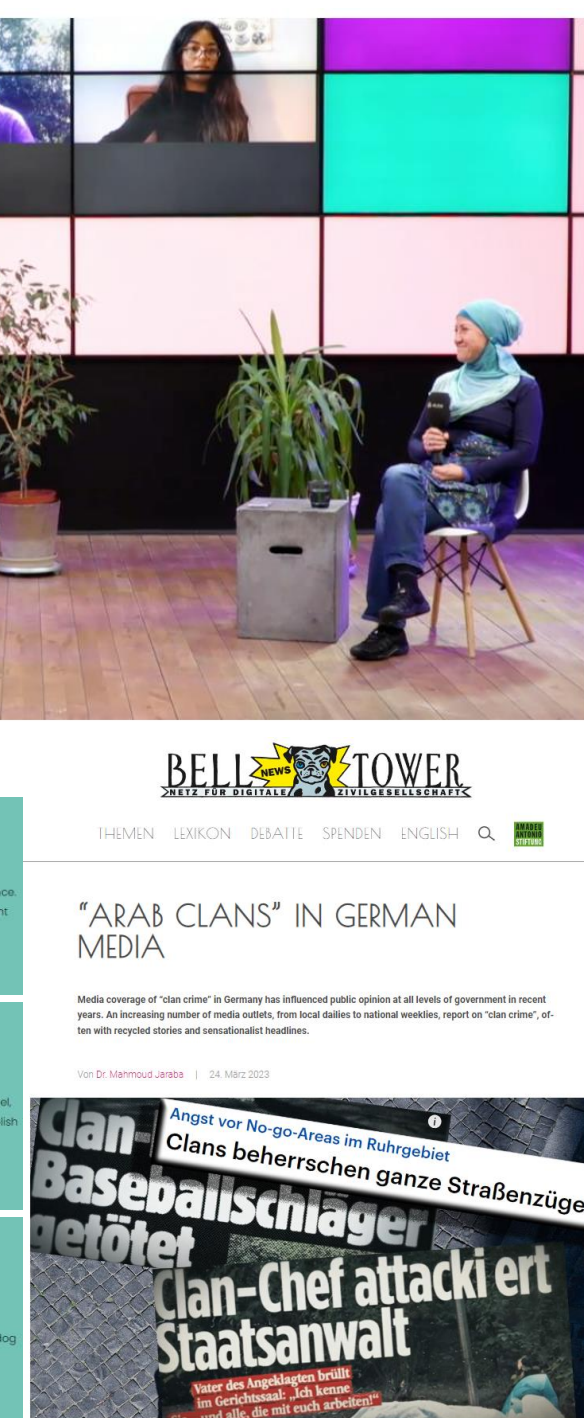 BELL NEWS TOWER
NETZ FÜR DIGITALE ZIVILGESELLSCHAFT
THEMEN LEXIKON DEBATTE SPENDEN ENGLISH
AMADEU
ANTONIO
STIFTUNG
“ARAB CLANS” IN GERMAN
MEDIA
Media coverage of "clan crime" in Germany has influenced public opinion at all levels of government in recent
years. An increasing number of media outlets, from local dailies to national weeklies, report on "clan crime", of-
ten with recycled stories and sensationalist headlines.
Von Dr. Mahmoud Jaraba | 24. März 2023
Clan-
Baseballschläger
getötet
Angst vor No-go-Areas im Ruhrgebiet
Clans beherrschen ganze Straßenzüge
Clan-Chef attackiert
Staatsanwalt
Vater des Angeklagten brüllt
im Gerichtssaal: „Ich kenne
und alle, die mit euch arbeiten!“